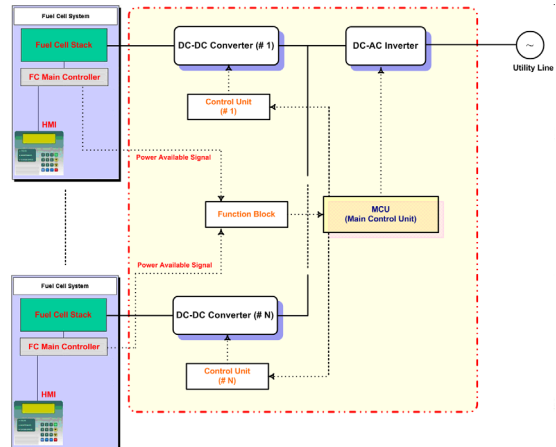 Fuel Cell System
Fuel Cell Stack
FC Main Controller
HMI
DC-DC Converter (# 1)
DC-AC Inverter
~
Utility Line
Control Unit
(# 1)
Power Available Signal
Function Block
MCU
(Main Control Unit)
Power Available Signal
Fuel Cell System
Fuel Cell Stack
FC Main Controller
HMI
DC-DC Converter (# N)
Control Unit
(# N)